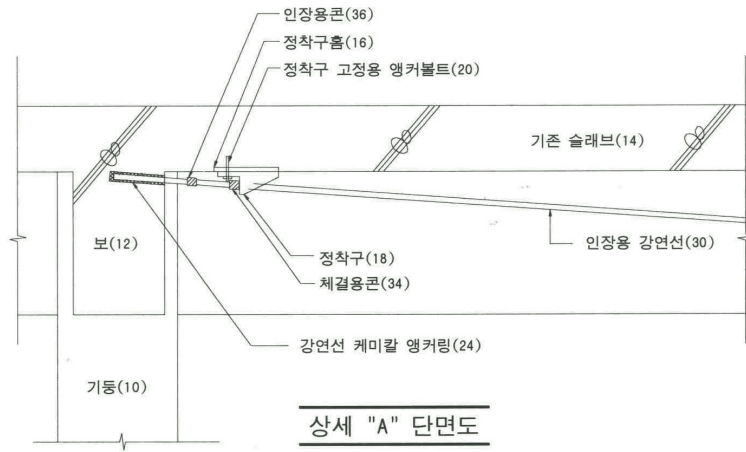 인장용콘(36)
정착구홈(16)
정착구 고정용 앵커볼트(20)
기존 슬래브(14)
보(12)
인장용 강연선(30)
정착구(18)
체결용콘(34)
강연선 케미칼 앵커링(24)
기둥(10)
상세 "A" 단면도